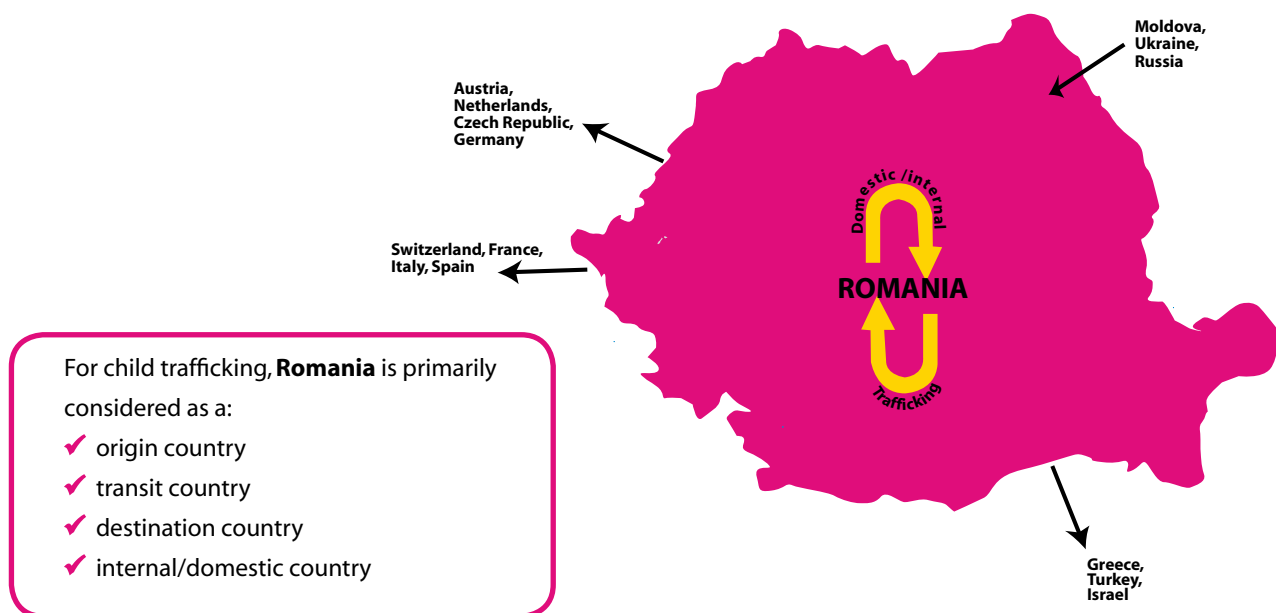 Moldova,
Ukraine,
Russia
Austria,
Netherlands,
Czech Republic,
Germany
Domestic /internal
Switzerland, France,
Italy, Spain
ROMANIA
Trafficking
For child trafficking, Romania is primarily
considered as a:
origin country
transit country
destination country
internal/domestic country
Greece,
Turkey,
Israel